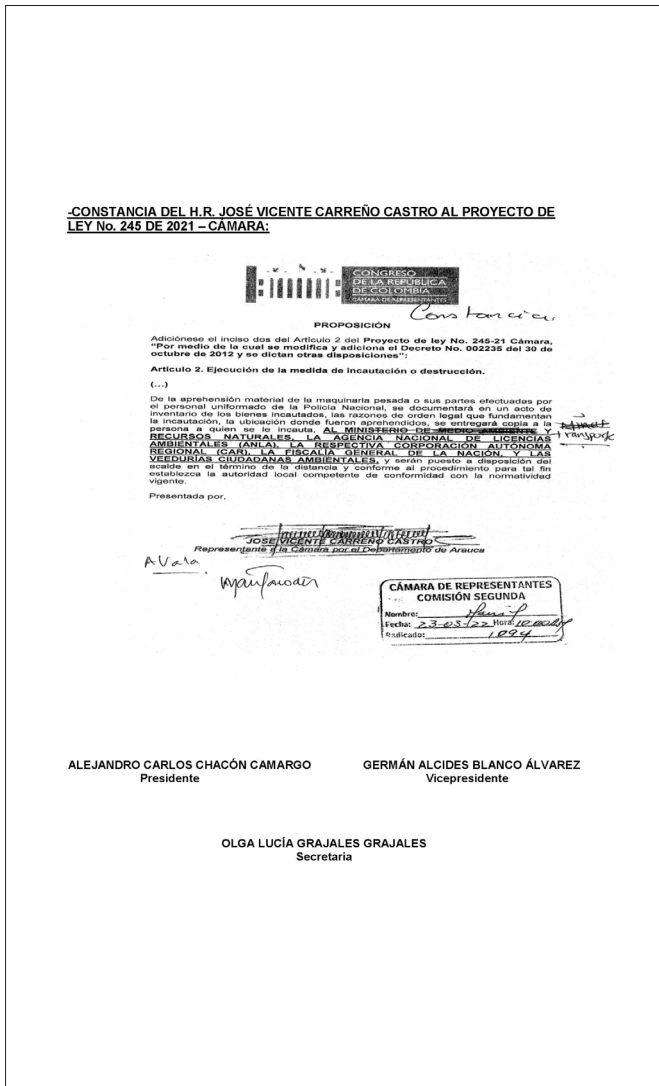 -CONSTANCIA DEL H.R. JOSÉ VICENTE CARREÑO CASTRO AL PROYECTO DE
LEY No. 245 DE 2021 – CÁMARA:
CONGRESO
DE LA REPÚBLICA
DE COLOMBIA
CÁMARA DE REPRESENTANTES
Constancia.
PROPOSICIÓN
Adiciónese el inciso dos del Artículo 2 del Proyecto de ley No. 245-21 Cámara,
"Por medio de la cual se modifica y adiciona el Decreto No. 002235 del 30 de
octubre de 2012 y se dictan otras disposiciones":
Artículo 2. Ejecución de la medida de incautación o destrucción.
(...)
De la aprehensión material de la maquinaria pesada o sus partes efectuadas por
el personal uniformado de la Policía Nacional, se documentará en un acto de
inventario de los bienes incautados, las razones de orden legal que fundamentan
la incautación, la ubicación donde fueron aprehendidos, se entregará copia a la
persona a quien se le incauta, AL MINISTERIO DE MEDIO AMBIENTE Y
RECURSOS NATURALES, LA AGENCIA NACIONAL DE LICENCIAS
AMBIENTALES (ANLA), LA RESPECTIVA CORPORACIÓN AUTÓNOMA
REGIONAL (CAR), LA FISCALÍA GENERAL DE LA NACIÓN, Y LAS
VEEDURÍAS CIUDADANAS AMBIENTALES, y serán puesto a disposición del
alcalde en el término de la distancia y conforme al procedimiento para tal fin
establezca la autoridad local competente de conformidad con la normatividad
vigente.
Transporte
Presentada por,
JOSE VICENTE CARREÑO CASTRO
Representante a la Cámara por el Departamento de Arauca
CÁMARA DE REPRESENTANTES
COMISIÓN SEGUNDA
Nombre:
Fecha: 23-03-22 Hora:
Radicado: 1094
ALEJANDRO CARLOS CHACÓN CAMARGO GERMÁN ALCIDES BLANCO ÁLVAREZ
Presidente Vicepresidente
OLGA LUCÍA GRAJALES GRAJALES
Secretaria